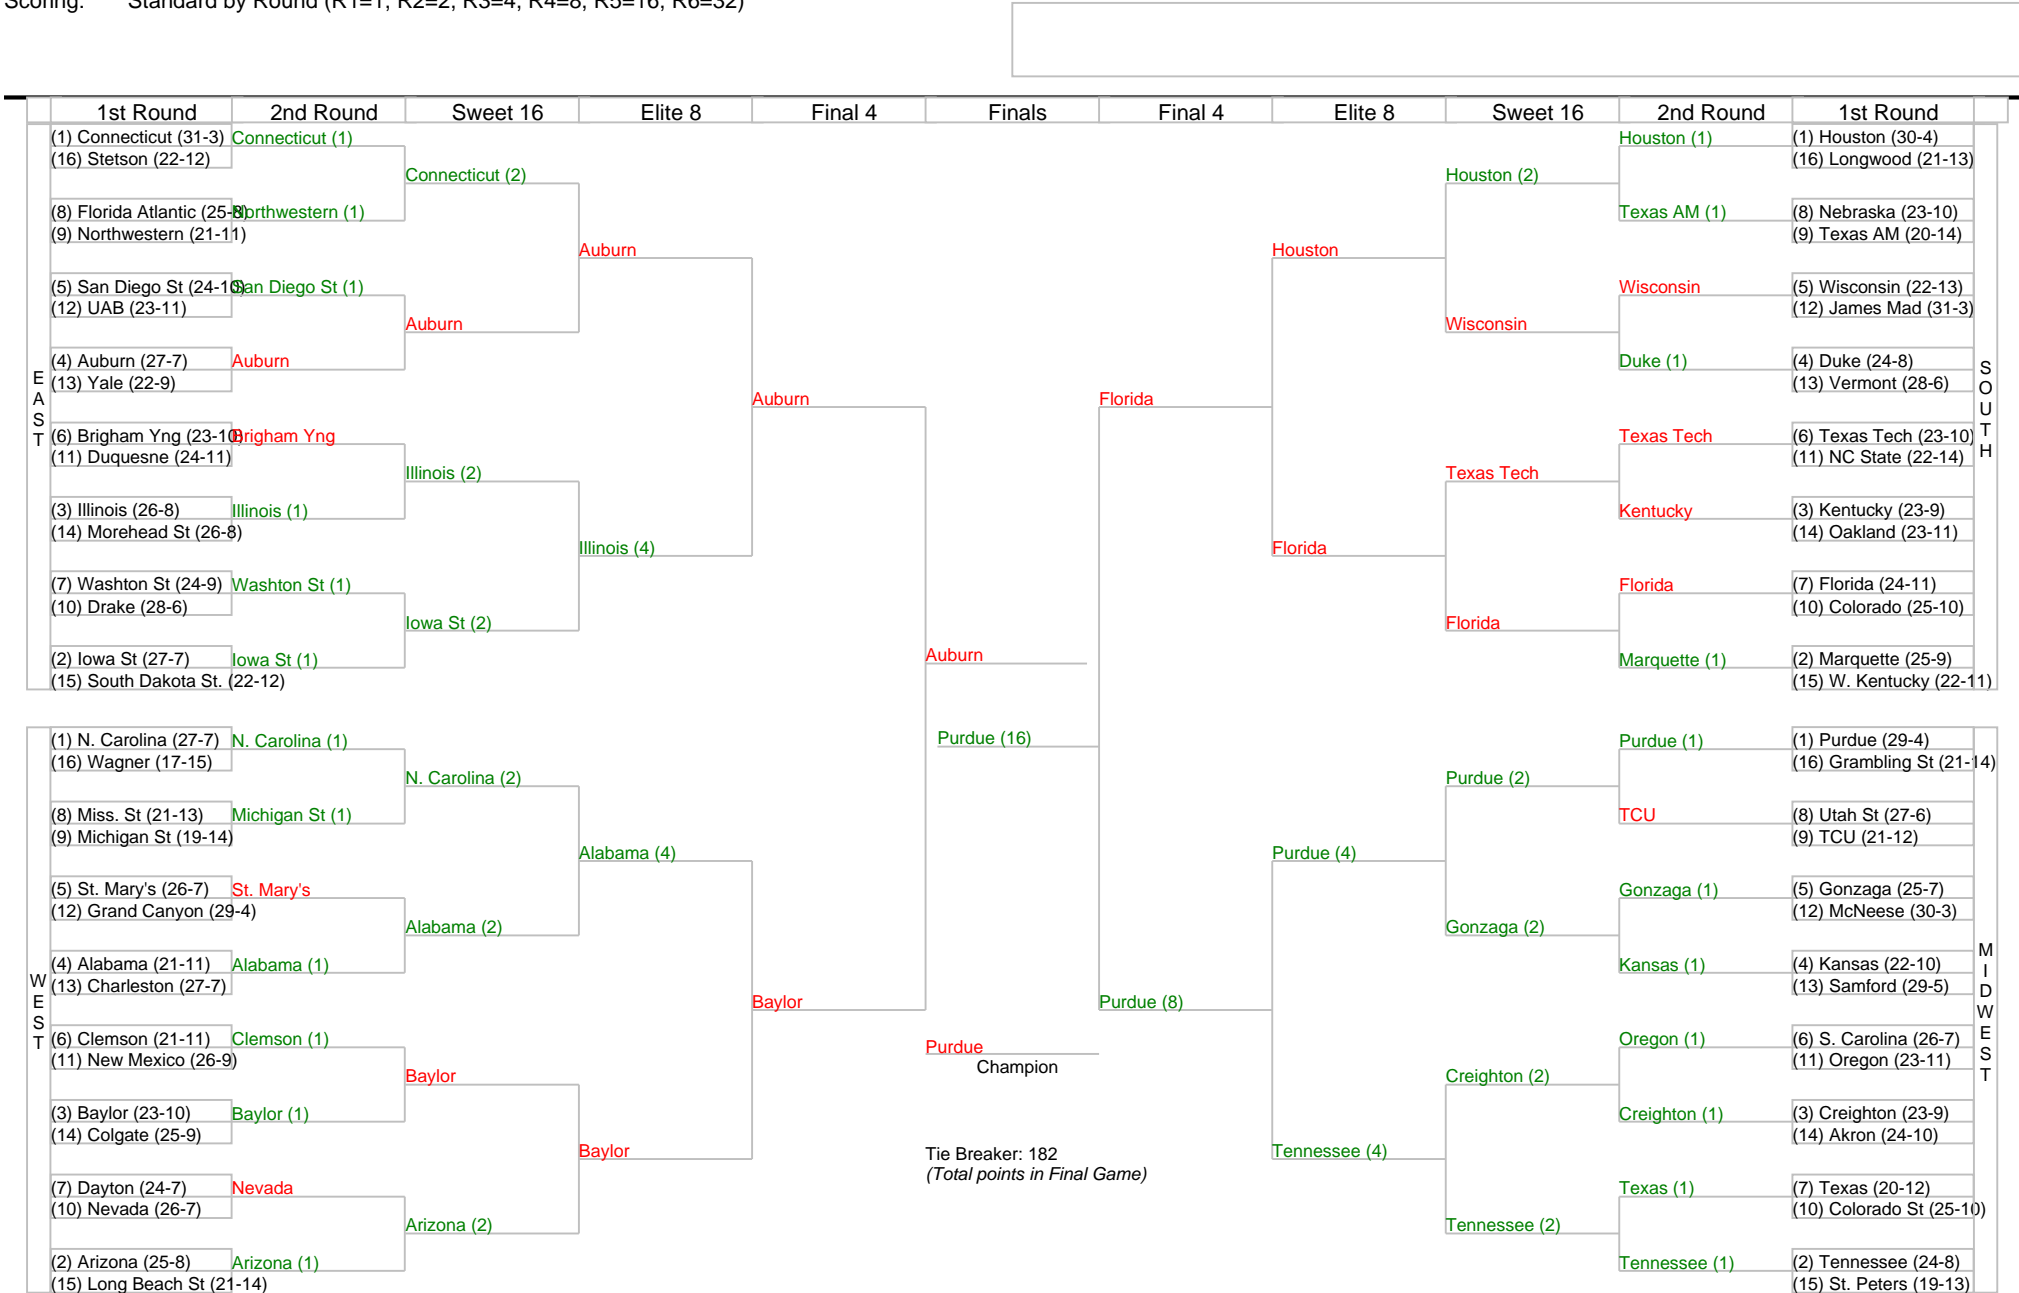 Scoring: Standard by Round (R1=1, R2=2, R3=4, R4=8, R5=16, R6=32)
1st Round 2nd Round Sweet 16 Elite 8 Final 4 Finals Final 4 Elite 8 Sweet 16 2nd Round 1st Round
EAST
(1) Connecticut (31-3) Connecticut (1)
(16) Stetson (22-12)
Connecticut (2)
(8) Florida Atlantic (25-8) Northwestern (1)
(9) Northwestern (21-11)
Auburn
(5) San Diego St (24-10) San Diego St (1)
(12) UAB (23-11)
Auburn
(4) Auburn (27-7) Auburn
(13) Yale (22-9)
Auburn
(6) Brigham Yng (23-10) Brigham Yng
(11) Duquesne (24-11)
Illinois (2)
(3) Illinois (26-8) Illinois (1)
(14) Morehead St (26-8)
Illinois (4)
(7) Washton St (24-9) Washton St (1)
(10) Drake (28-6)
Iowa St (2)
(2) Iowa St (27-7) Iowa St (1)
(15) South Dakota St. (22-12)
WEST
(1) N. Carolina (27-7) N. Carolina (1)
(16) Wagner (17-15)
N. Carolina (2)
(8) Miss. St (21-13) Michigan St (1)
(9) Michigan St (19-14)
Alabama (4)
(5) St. Mary's (26-7) St. Mary's
(12) Grand Canyon (29-4)
Alabama (2)
(4) Alabama (21-11) Alabama (1)
(13) Charleston (27-7)
Baylor
(6) Clemson (21-11) Clemson (1)
(11) New Mexico (26-9)
Baylor
(3) Baylor (23-10) Baylor (1)
(14) Colgate (25-9)
Baylor
(7) Dayton (24-7) Nevada
(10) Nevada (26-7)
Arizona (2)
(2) Arizona (25-8) Arizona (1)
(15) Long Beach St (21-14)
Auburn
Purdue (16)
Purdue
Champion
Tie Breaker: 182
(Total points in Final Game)
SOUTH
Houston (1) (1) Houston (30-4)
(16) Longwood (21-13)
Houston (2)
Texas AM (1) (8) Nebraska (23-10)
(9) Texas AM (20-14)
Houston
Wisconsin (5) Wisconsin (22-13)
(12) James Mad (31-3)
Wisconsin
Duke (1) (4) Duke (24-8)
(13) Vermont (28-6)
Florida
Texas Tech (6) Texas Tech (23-10)
(11) NC State (22-14)
Texas Tech
Kentucky (3) Kentucky (23-9)
(14) Oakland (23-11)
Florida
Florida (7) Florida (24-11)
(10) Colorado (25-10)
Florida
Marquette (1) (2) Marquette (25-9)
(15) W. Kentucky (22-11)
MIDWEST
Purdue (1) (1) Purdue (29-4)
(16) Grambling St (21-14)
Purdue (2)
TCU (8) Utah St (27-6)
(9) TCU (21-12)
Purdue (4)
Gonzaga (1) (5) Gonzaga (25-7)
(12) McNeese (30-3)
Gonzaga (2)
Kansas (1) (4) Kansas (22-10)
(13) Samford (29-5)
Purdue (8)
Oregon (1) (6) S. Carolina (26-7)
(11) Oregon (23-11)
Creighton (2)
Creighton (1) (3) Creighton (23-9)
(14) Akron (24-10)
Tennessee (4)
Texas (1) (7) Texas (20-12)
(10) Colorado St (25-10)
Tennessee (2)
Tennessee (1) (2) Tennessee (24-8)
(15) St. Peters (19-13)